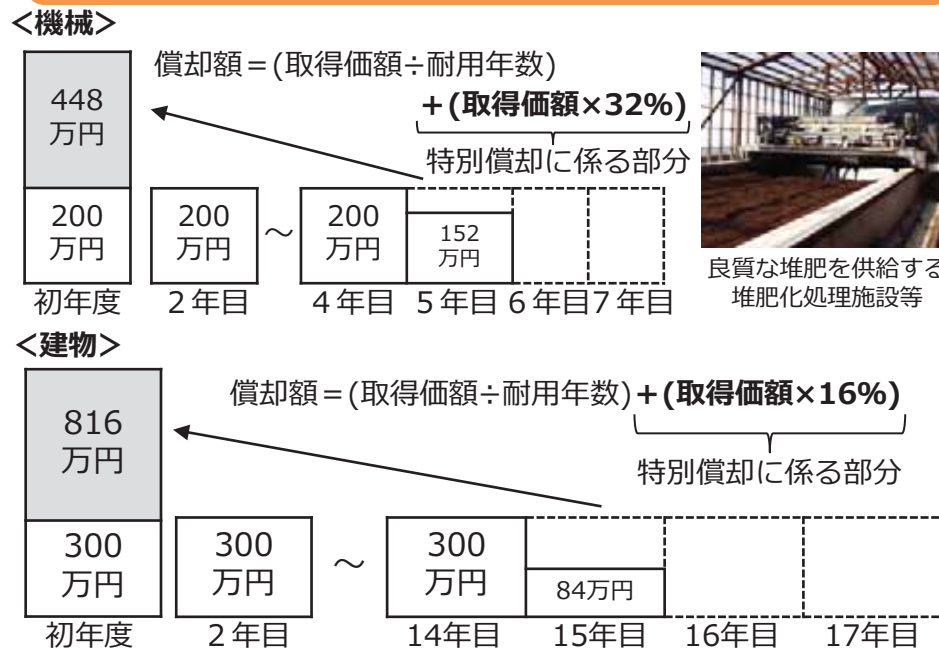 <機械>
償却額=(取得価額÷耐用年数)
+(取得価額×32%)
特別償却に係る部分
448
万円
200
万円
200
万円
~
200
万円
152
万円
初年度
2年目
4年目
5年目
6年目
7年目
良質な堆肥を供給する
堆肥化処理施設等
<建物>
償却額=(取得価額÷耐用年数)+(取得価額×16%)
特別償却に係る部分
816
万円
300
万円
300
万円
~
300
万円
84万円
初年度
2年目
14年目
15年目
16年目
17年目